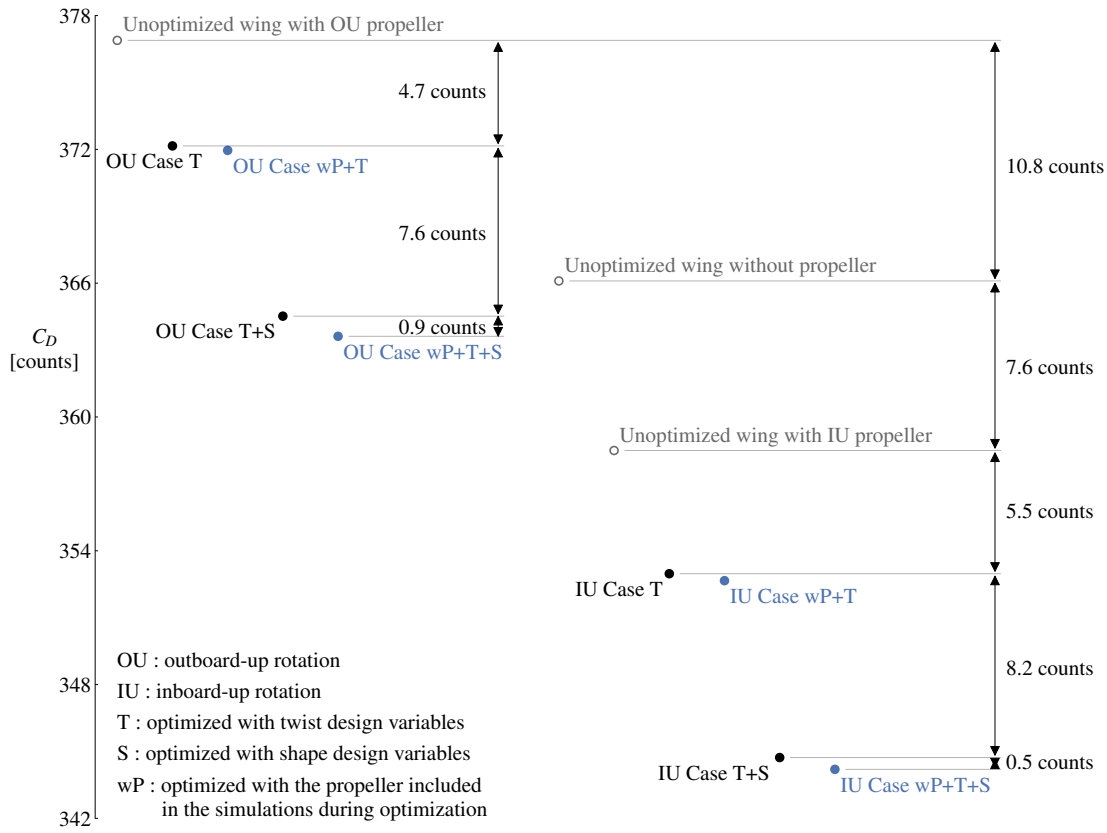 378
Unoptimized wing with OU propeller
4.7 counts
372
OU Case T
OU Case wP+T
10.8 counts
7.6 counts
Unoptimized wing without propeller
366
OU Case T+S
0.9 counts
C_D
[counts]
OU Case wP+T+S
7.6 counts
360
Unoptimized wing with IU propeller
5.5 counts
354
IU Case T
IU Case wP+T
OU : outboard-up rotation
8.2 counts
348
IU : inboard-up rotation
T : optimized with twist design variables
S : optimized with shape design variables
IU Case T+S
0.5 counts
wP : optimized with the propeller included
in the simulations during optimization
IU Case wP+T+S
342